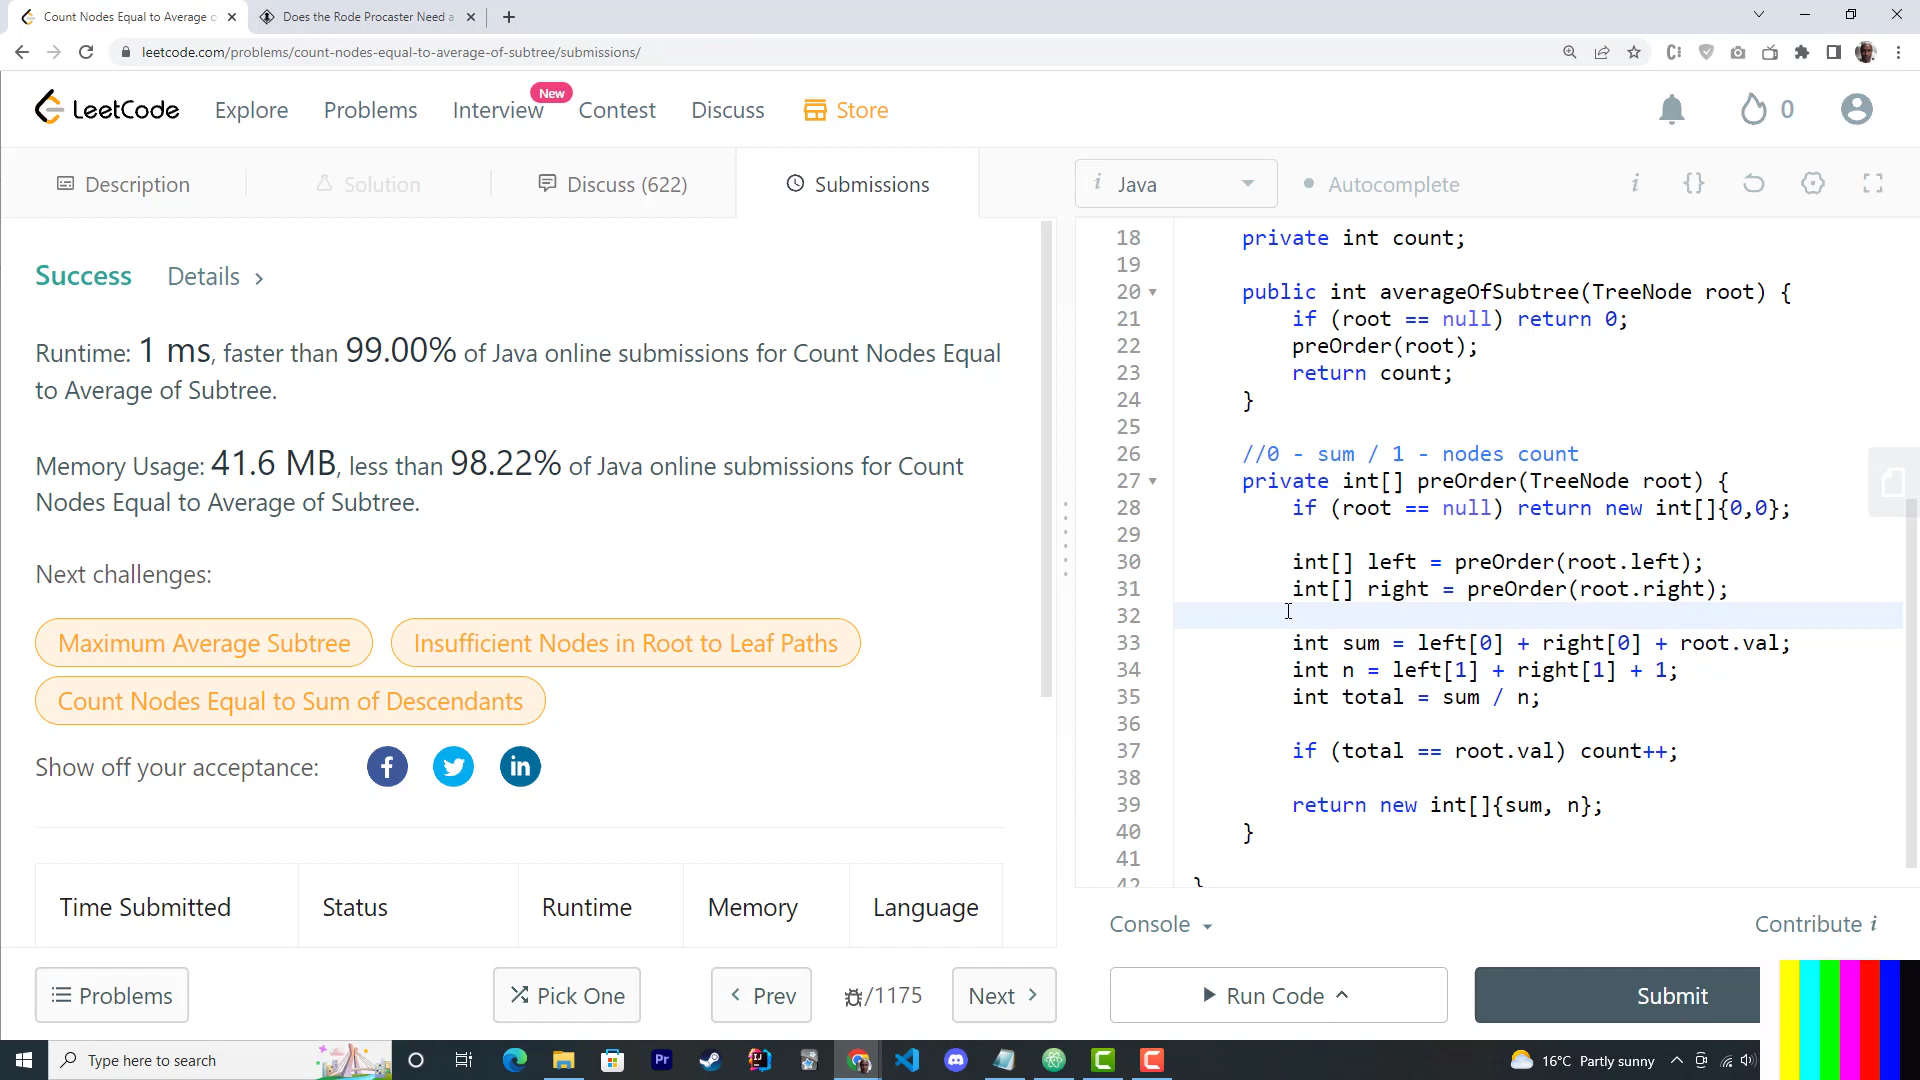 Count Nodes Equal to Average o
Does the Rode Procaster Need a
leetcode.com/problems/count-nodes-equal-to-average-of-subtree/submissions/
LeetCode
Explore
Problems
Interview
New
Contest
Discuss
Store
0
Description
Solution
Discuss (622)
Submissions
i Java
Autocomplete
Success
Details
Runtime: 1 ms, faster than 99.00% of Java online submissions for Count Nodes Equal
to Average of Subtree.
Memory Usage: 41.6 MB, less than 98.22% of Java online submissions for Count
Nodes Equal to Average of Subtree.
Next challenges:
Maximum Average Subtree
Insufficient Nodes in Root to Leaf Paths
Count Nodes Equal to Sum of Descendants
Show off your acceptance:
Time Submitted
Status
Runtime
Memory
Language
18 private int count;
19
20 public int averageOfSubtree(TreeNode root) {
21 if (root == null) return 0;
22 preOrder(root);
23 return count;
24 }
25
26 //0 - sum / 1 - nodes count
27 private int[] preOrder(TreeNode root) {
28 if (root == null) return new int[]{0,0};
29
30 int[] left = preOrder(root.left);
31 int[] right = preOrder(root.right);
32
33 int sum = left[0] + right[0] + root.val;
34 int n = left[1] + right[1] + 1;
35 int total = sum / n;
36
37 if (total == root.val) count++;
38
39 return new int[]{sum, n};
40 }
41
42 }
Problems
Pick One
Prev
/1175
Next
Console
Contribute i
Run Code
Submit
Type here to search
16°C Partly sunny